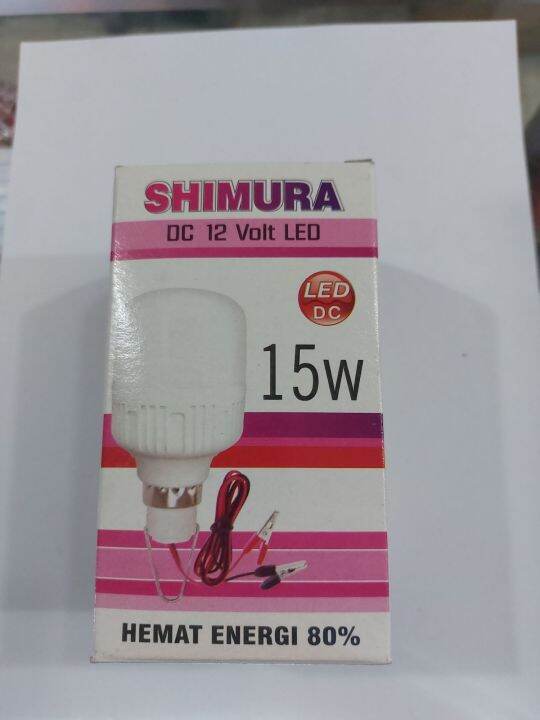 SHIMURA
DC 12 Volt LED
LED
DC
15W
HEMAT ENERGI 80%